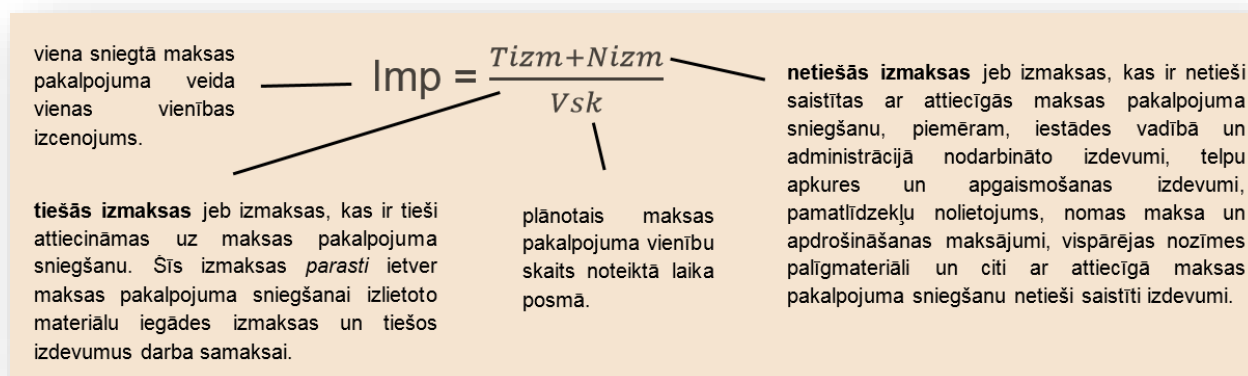 viena sniegtā maksas
pakalpojuma veida
vienas vienības
izcenojums.
Imp = Tizm+Nizm
Vsk
netiešās izmaksas jeb izmaksas, kas ir netieši
saistītas ar attiecīgās maksas pakalpojuma
sniegšanu, piemēram, iestādes vadībā un
administrācijā nodarbināto izdevumi, telpu
apkures un apgaismošanas izdevumi,
pamatlīdzekļu nolietojums, nomas maksa un
apdrošināšanas maksājumi, vispārējas nozīmes
palīgmateriāli un citi ar attiecīgā maksas
pakalpojuma sniegšanu netieši saistīti izdevumi.
tiešās izmaksas jeb izmaksas, kas ir tieši
attiecināmas uz maksas pakalpojuma
sniegšanu. Šīs izmaksas parasti ietver
maksas pakalpojuma sniegšanai izlietoto
materiālu iegādes izmaksas un tiešos
izdevumus darba samaksai.
plānotais maksas
pakalpojuma vienību
skaits noteiktā laika
posmā.